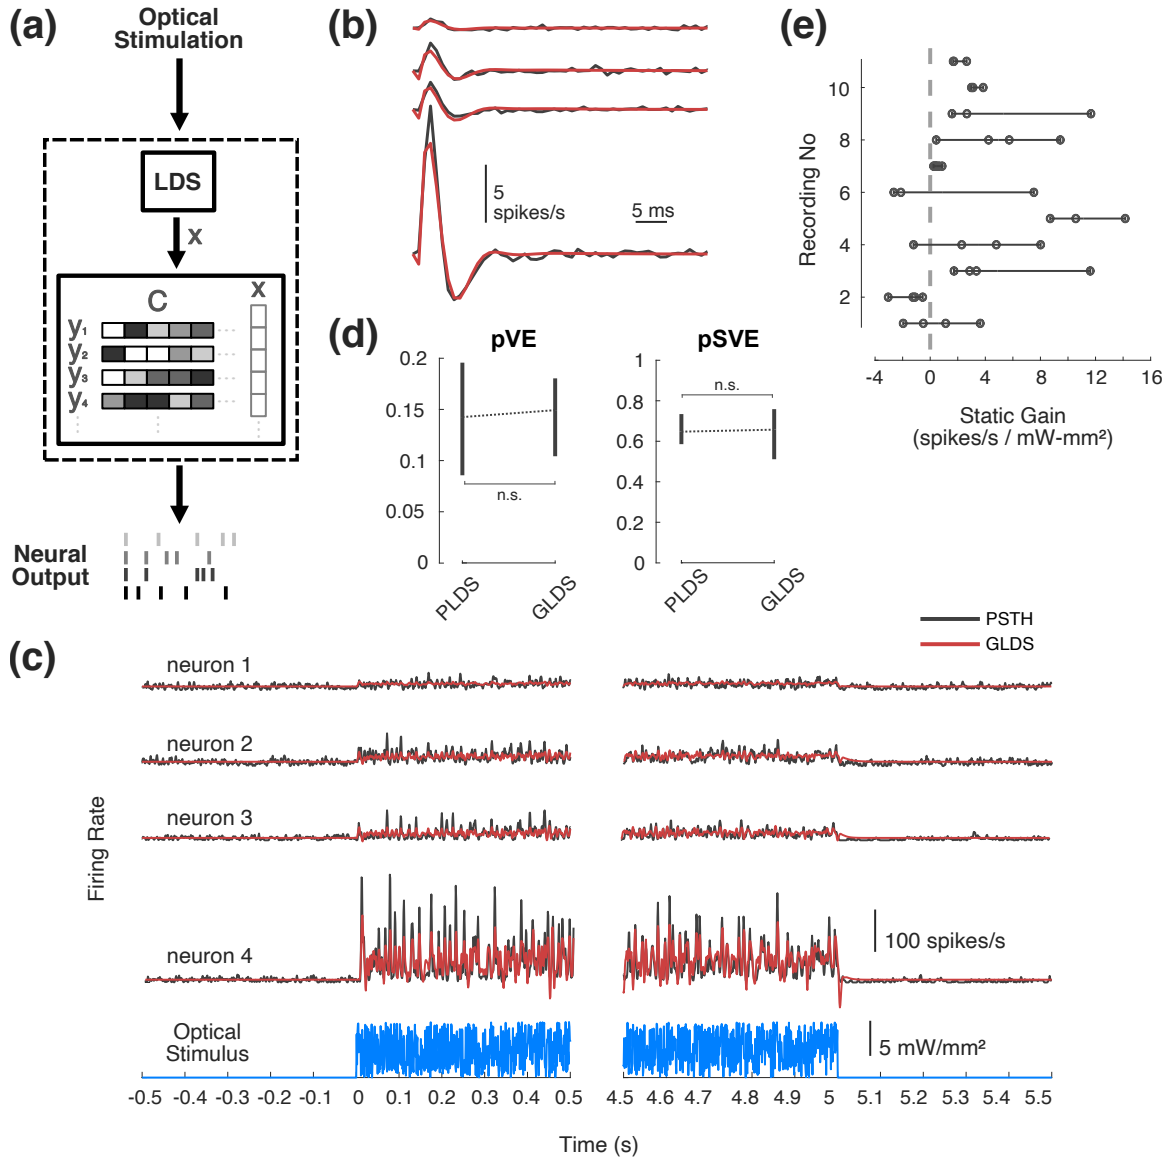 (a)
Optical
Stimulation
LDS
X
C
X
y₁
y₂
y₃
y₄
Neural
Output
(b)
5
spikes/s
5 ms
(e)
Recording No
10
8
6
4
2
-4 0 4 8 12 16
Static Gain
(spikes/s / mW-mm²)
(d)
pVE
0.2
0.15
0.1
0.05
0
n.s.
PLDS
GLDS
pSVE
1
0.8
0.6
0.4
0.2
0
n.s.
PLDS
GLDS
PSTH
GLDS
(c)
Firing Rate
neuron 1
neuron 2
neuron 3
neuron 4
100 spikes/s
Optical
Stimulus
5 mW/mm²
-0.5 -0.4 -0.3 -0.2 -0.1 0 0.1 0.2 0.3 0.4 0.5 4.5 4.6 4.7 4.8 4.9 5 5.1 5.2 5.3 5.4 5.5
Time (s)